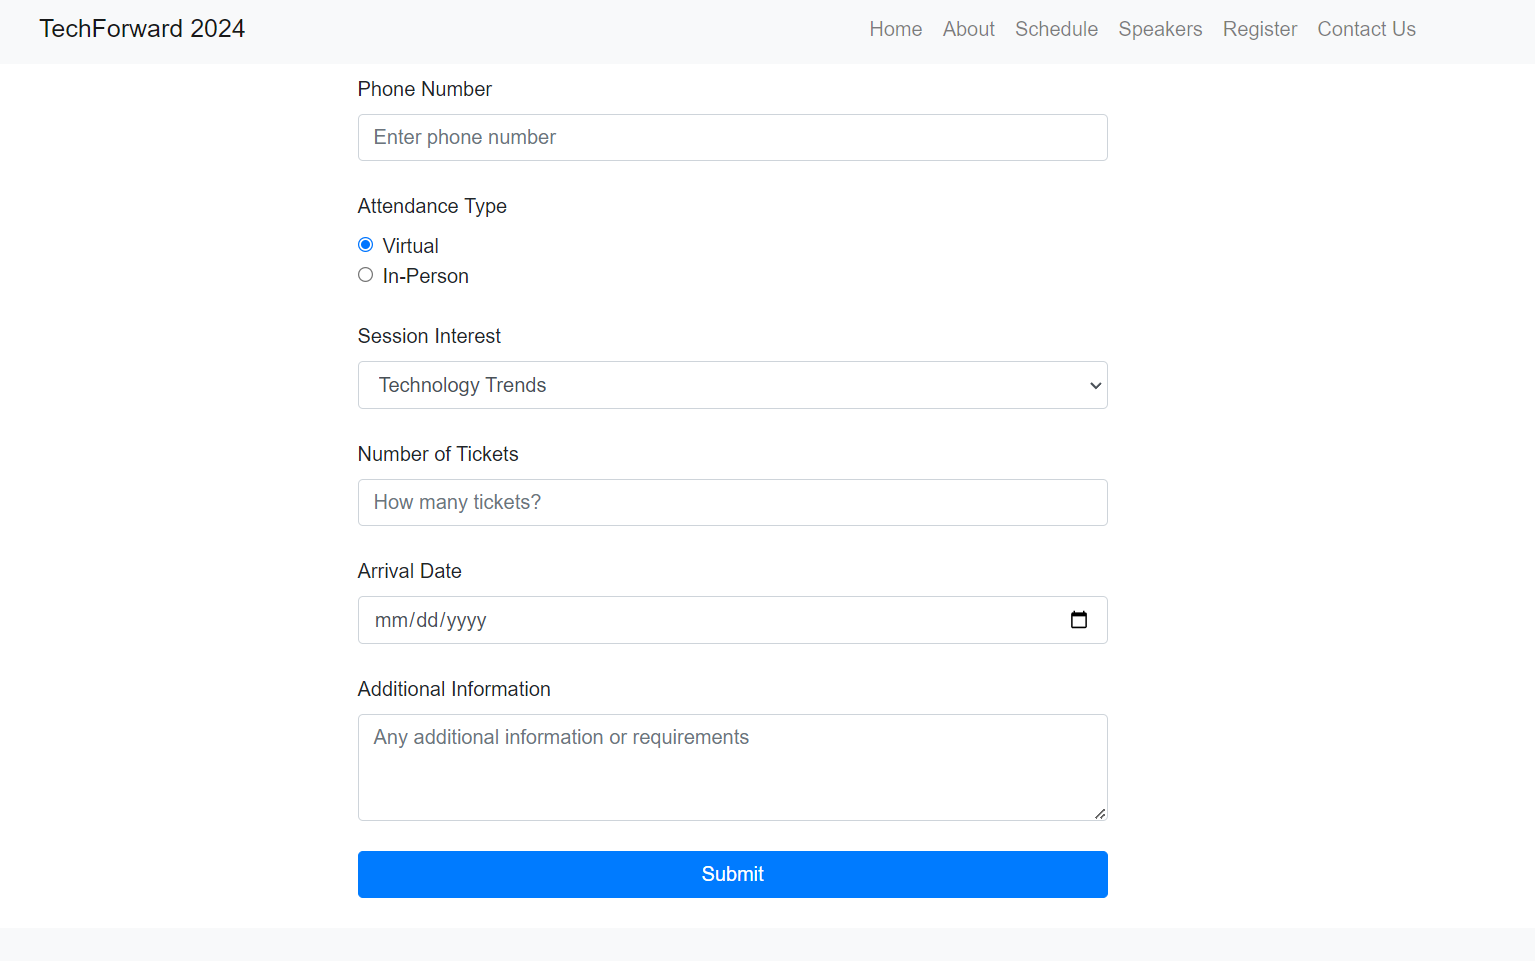 TechForward 2024
Home About Schedule Speakers Register Contact Us
Phone Number
Enter phone number
Attendance Type
Virtual
In-Person
Session Interest
Technology Trends
Number of Tickets
How many tickets?
Arrival Date
mm/dd/yyyy
Additional Information
Any additional information or requirements
Submit